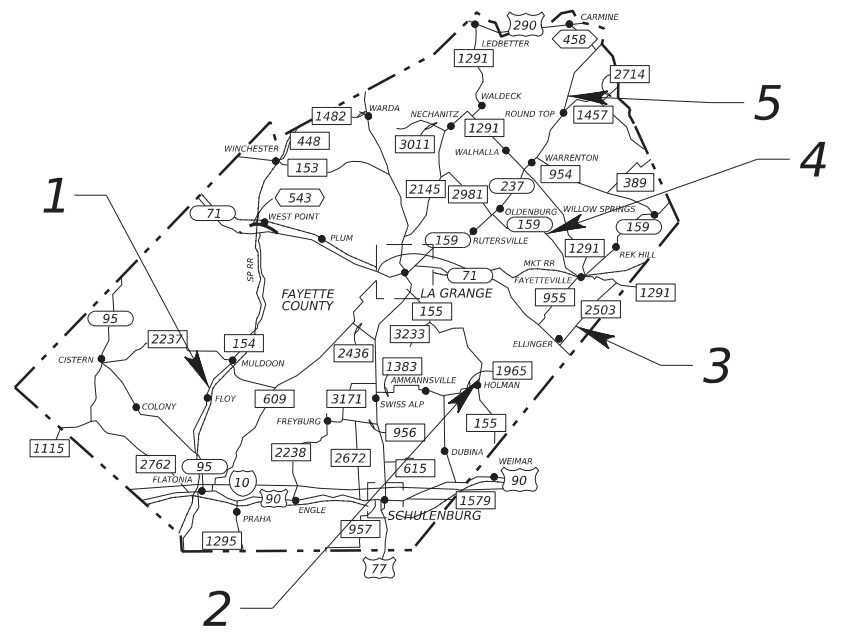 CARMINE
290
LEDBETTER
458
1291
2714
5
WALDECK
1482
WARDA
NECHANITZ
ROUND TOP
1457
1291
448
3011
WINCHESTER
WALHALLA
WARRENTON
4
153
954
389
1
543
2145
2981
237
71
WEST POINT
OLDENBURG
WILLOW SPRINGS
159
159
PLUM
159
RUTERSVILLE
1291
REK HILL
SP RR
MKT RR
71
FAYETTEVILLE
FAYETTE
COUNTY
LA GRANGE
955
1291
155
2503
95
3233
2237
154
ELLINGER
2436
CISTERN
MULDOON
1383
1965
3
AMMANNSVILLE
HOLMAN
609
3171
FLOY
SWISS ALP
COLONY
FREYBURG
155
956
1115
2238
DUBINA
2762
95
2672
615
WEIMAR
FLATONIA
10
90
90
1579
ENGLE
PRAHA
SCHULENBURG
957
1295
77
2